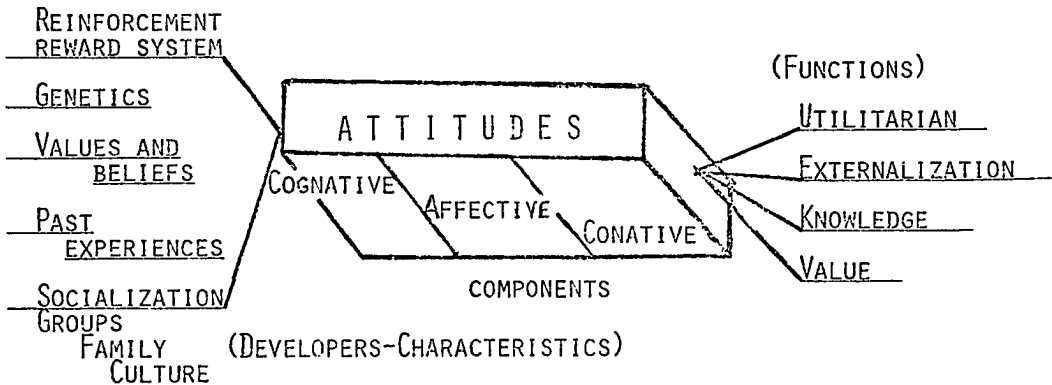 REINFORCEMENT
REWARD SYSTEM
GENETICS
VALUES AND
BELIEFS
PAST
EXPERIENCES
SOCIALIZATION
GROUPS
FAMILY
CULTURE
(DEVELOPERS-CHARACTERISTICS)
ATTITUDES
COGNATIVE
AFFECTIVE
CONATIVE
COMPONENTS
(FUNCTIONS)
UTILITARIAN
EXTERNALIZATION
KNOWLEDGE
VALUE